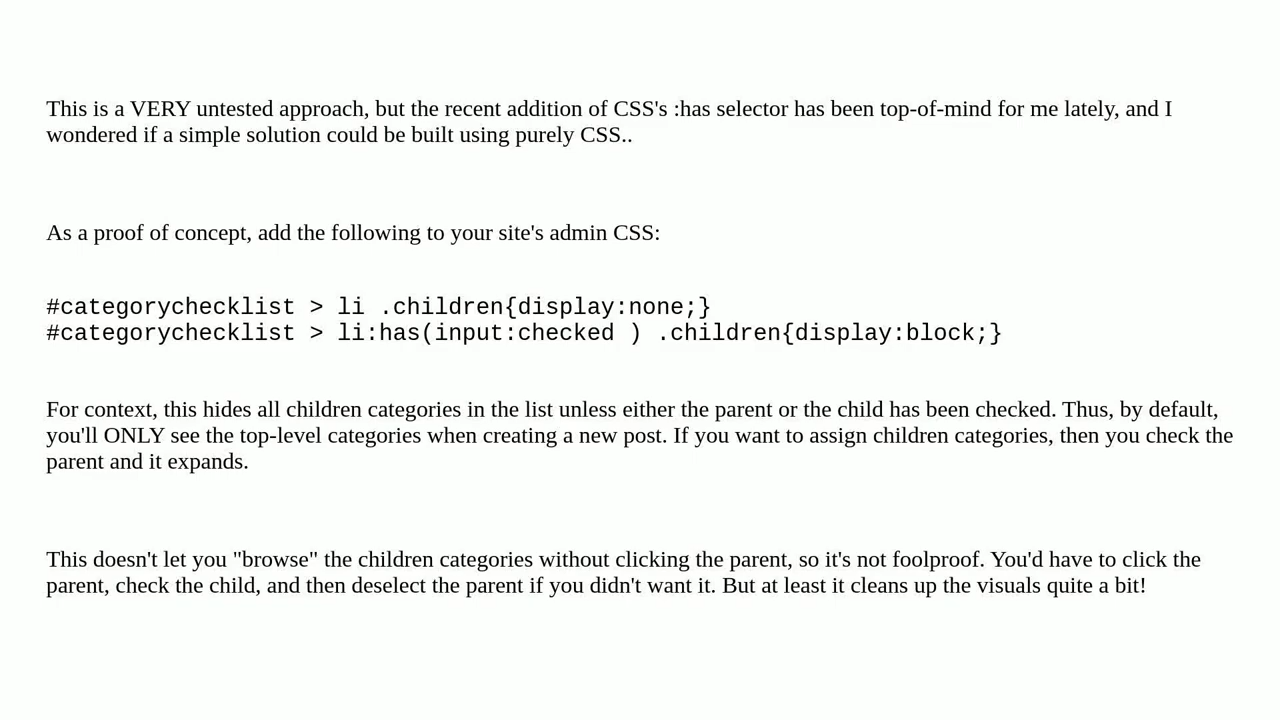 This is a VERY untested approach, but the recent addition of CSS's :has selector has been top-of-mind for me lately, and I
wondered if a simple solution could be built using purely CSS..
As a proof of concept, add the following to your site's admin CSS:
#categorychecklist > li .children{display:none;}
#categorychecklist > li:has(input:checked ) .children{display:block;}
For context, this hides all children categories in the list unless either the parent or the child has been checked. Thus, by default,
you'll ONLY see the top-level categories when creating a new post. If you want to assign children categories, then you check the
parent and it expands.
This doesn't let you "browse" the children categories without clicking the parent, so it's not foolproof. You'd have to click the
parent, check the child, and then deselect the parent if you didn't want it. But at least it cleans up the visuals quite a bit!